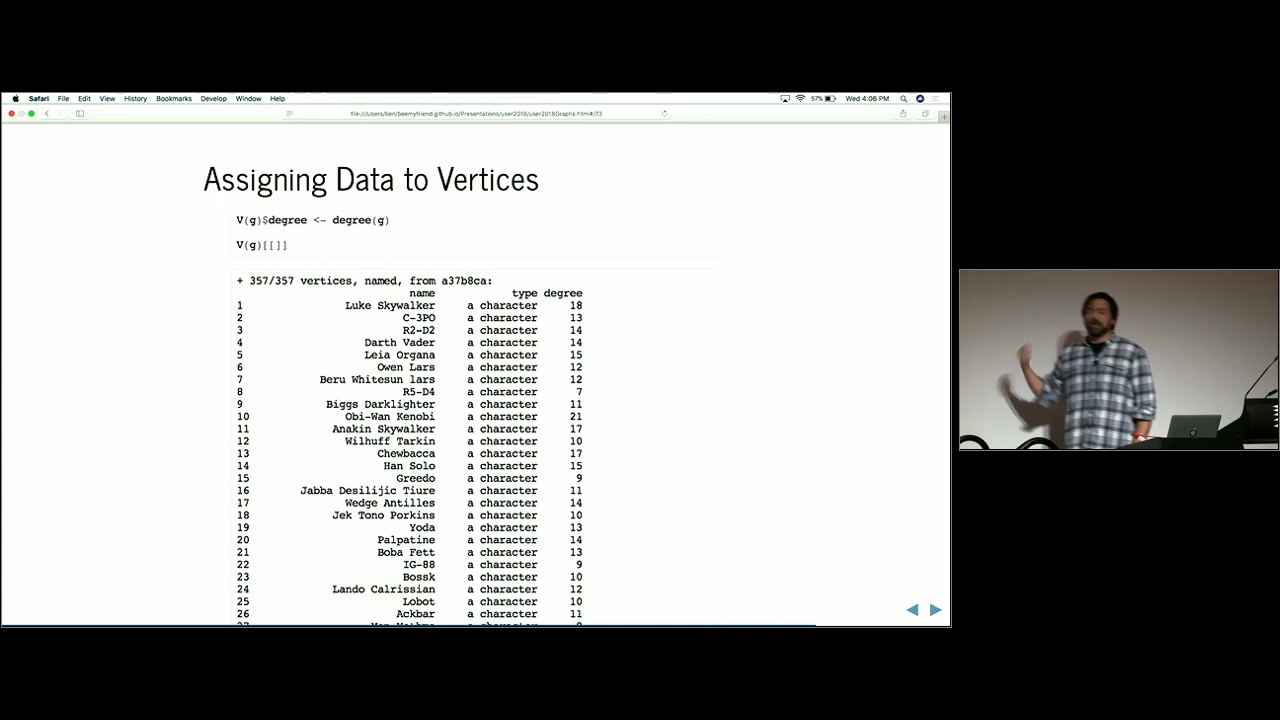 Safari File Edit View History Bookmarks Develop Window Help 57% Wed 4:06 PM
file:///Users/ben/beemyfriend.github.io/Presentations/user2018/user2018Graphs.html#/73
Assigning Data to Vertices
V(g)$degree <- degree(g)
V(g)[[]]
+ 357/357 vertices, named, from a37b8ca:
name type degree
1 Luke Skywalker a character 18
2 C-3PO a character 13
3 R2-D2 a character 14
4 Darth Vader a character 14
5 Leia Organa a character 15
6 Owen Lars a character 12
7 Beru Whitesun lars a character 12
8 R5-D4 a character 7
9 Biggs Darklighter a character 11
10 Obi-Wan Kenobi a character 21
11 Anakin Skywalker a character 17
12 Wilhuff Tarkin a character 10
13 Chewbacca a character 17
14 Han Solo a character 15
15 Greedo a character 9
16 Jabba Desilijic Tiure a character 11
17 Wedge Antilles a character 14
18 Jek Tono Porkins a character 10
19 Yoda a character 13
20 Palpatine a character 14
21 Boba Fett a character 13
22 IG-88 a character 9
23 Bossk a character 10
24 Lando Calrissian a character 12
25 Lobot a character 10
26 Ackbar a character 11